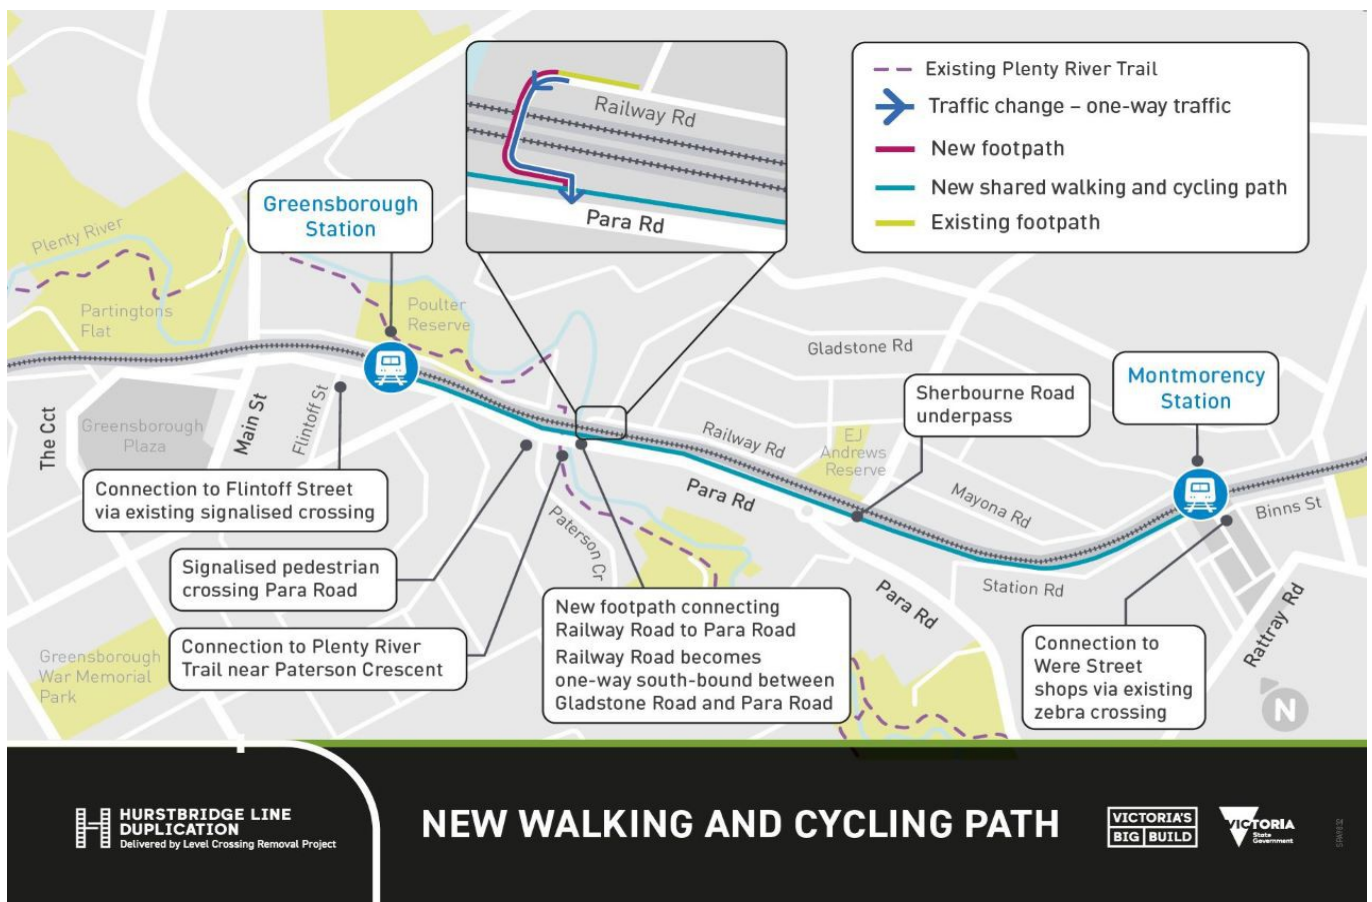 Existing Plenty River Trail
Traffic change – one-way traffic
New footpath
New shared walking and cycling path
Existing footpath
Railway Rd
Para Rd
Greensborough
Station
Plenty River
Partingtons
Flat
Poulter
Reserve
Gladstone Rd
Montmorency
Station
Sherbourne Road
underpass
The Cct
Greensborough
Plaza
Main St
Flintoff St
Railway Rd
EJ
Andrews
Reserve
Para Rd
Mayona Rd
Binns St
Connection to Flintoff Street
via existing signalised crossing
Paterson Cr
Signalised pedestrian
crossing Para Road
Station Rd
Para Rd
Rattray Rd
New footpath connecting
Railway Road to Para Road
Railway Road becomes
one-way south-bound between
Gladstone Road and Para Road
Connection to Plenty River
Trail near Paterson Crescent
Greensborough
War Memorial
Park
Connection to
Were Street
shops via existing
zebra crossing
N
HURSTBRIDGE LINE
DUPLICATION
Delivered by Level Crossing Removal Project
NEW WALKING AND CYCLING PATH
VICTORIA'S
BIG BUILD
VICTORIA
State
Government